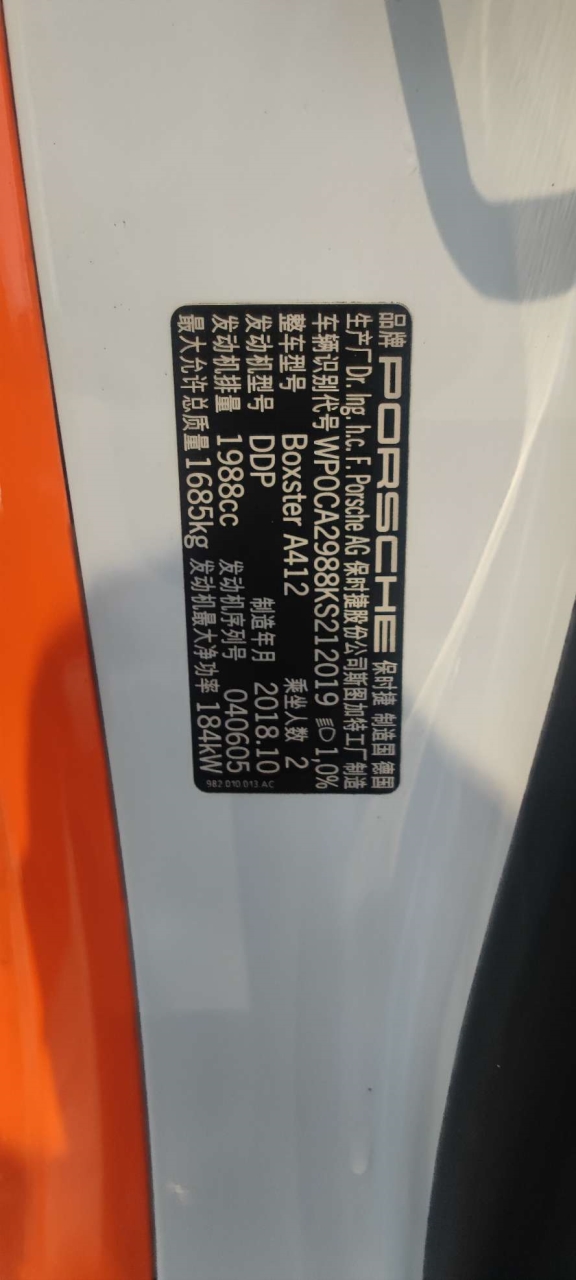 品牌 PORSCHE 保时捷 制造国 德国
生产厂 Dr. Ing. h.c. F. Porsche AG 保时捷股份公司斯图加特工厂制造
车辆识别代号 WP0CA2988KS212019 1,0%
整车型号 Boxster A412 乘坐人数 2
发动机型号 DDP 制造年月 2018.10
发动机排量 1988cc 发动机序列号 040605
最大允许总质量 1685kg 发动机最大净功率 184kW
982 010 013 AC